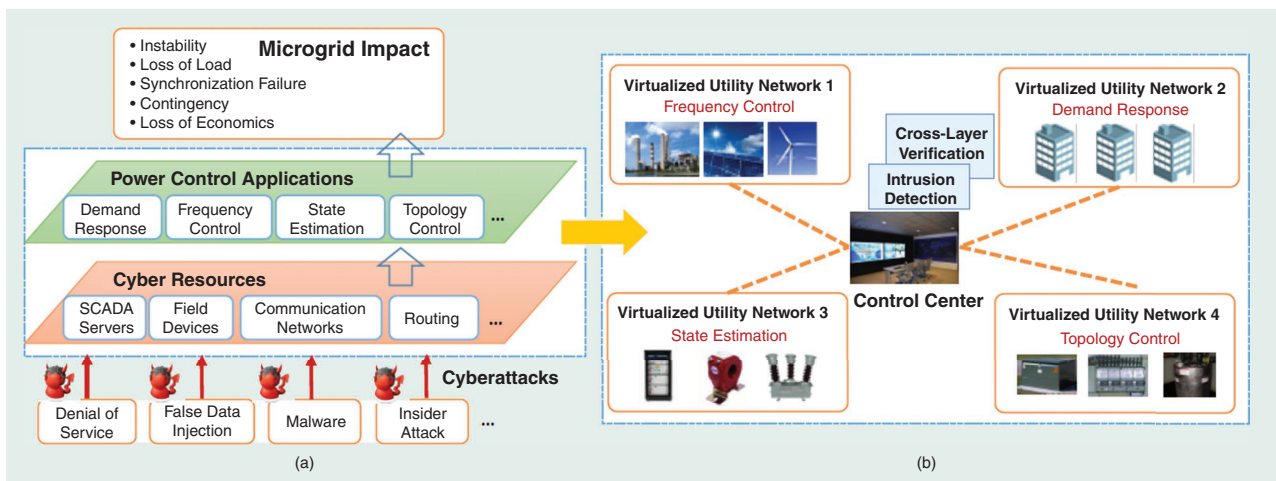 Microgrid Impact
• Instability
• Loss of Load
• Synchronization Failure
• Contingency
• Loss of Economics
Power Control Applications
Demand
Response
Frequency
Control
State
Estimation
Topology
Control
...
Cyber Resources
SCADA
Servers
Field
Devices
Communication
Networks
Routing
...
Cyberattacks
Denial of
Service
False Data
Injection
Malware
Insider
Attack
...
(a)
Virtualized Utility Network 1
Frequency Control
Virtualized Utility Network 2
Demand Response
Cross-Layer
Verification
Intrusion
Detection
Control Center
Virtualized Utility Network 3
State Estimation
Virtualized Utility Network 4
Topology Control
(b)